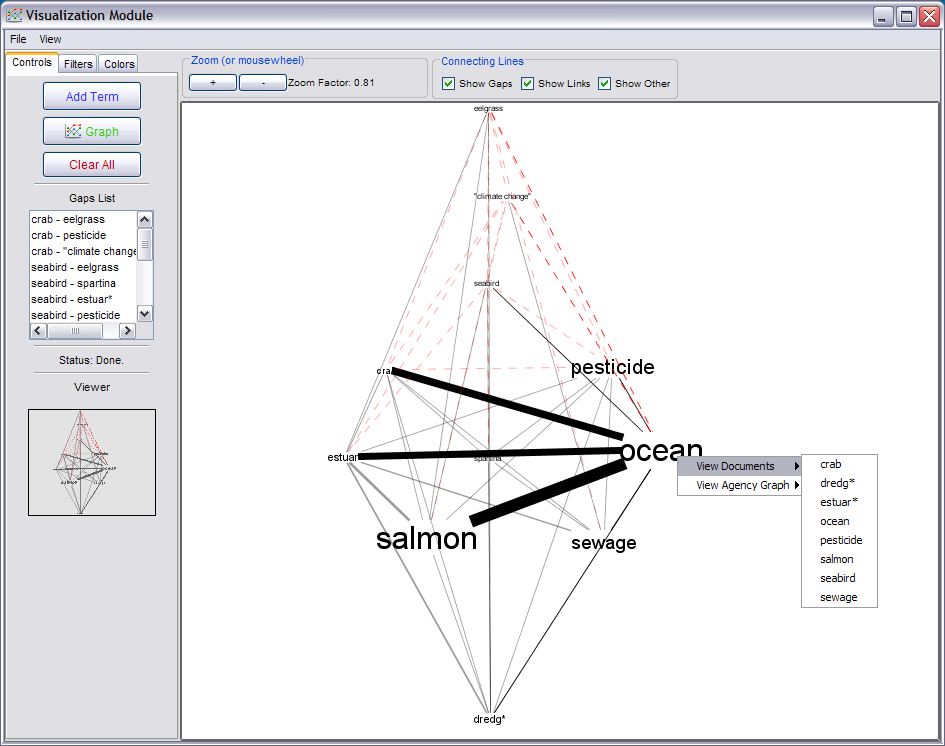 Visualization Module
File View
Controls Filters Colors
Add Term
Graph
Clear All
Gaps List
crab - eelgrass
crab - pesticide
crab - "climate change
seabird - eelgrass
seabird - spartina
seabird - estuar*
seabird - pesticide
Status: Done.
Viewer
Zoom (or mousewheel)
+ - Zoom Factor: 0.81
Connecting Lines
Show Gaps Show Links Show Other
eelgrass
"climate change"
seabird
cra
pesticide
ocean
estuar
spartina
salmon
sewage
dredg*
View Documents
View Agency Graph
crab
dredg*
estuar*
ocean
pesticide
salmon
seabird
sewage